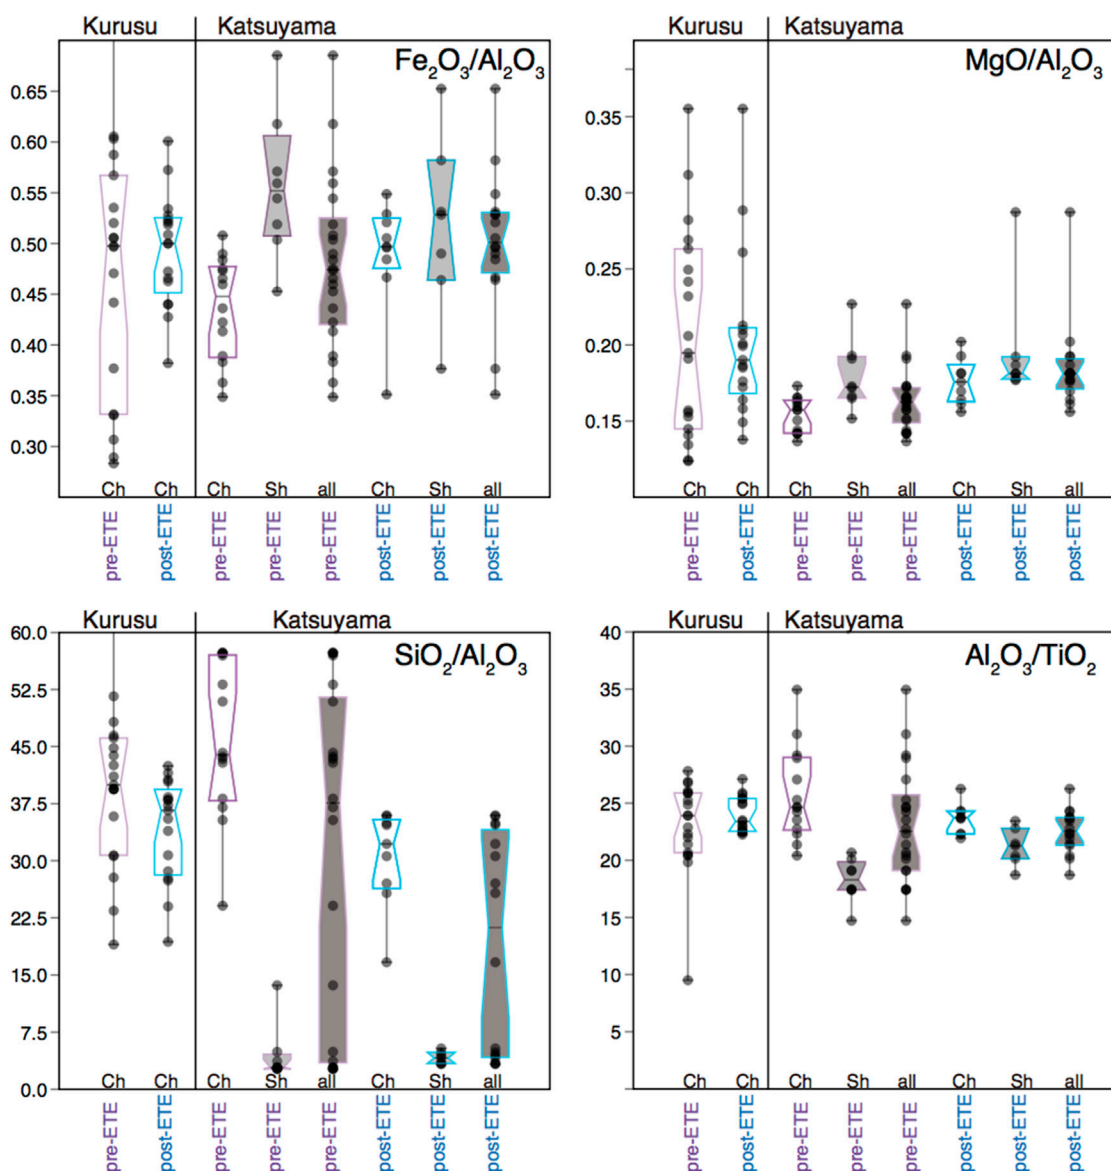 Kurusu Katsuyama
Fe₂O₃/Al₂O₃
0.65
0.60
0.55
0.50
0.45
0.40
0.35
0.30
Ch Ch Ch Sh all Ch Sh all
pre-ETE post-ETE pre-ETE pre-ETE pre-ETE post-ETE post-ETE post-ETE
Kurusu Katsuyama
MgO/Al₂O₃
0.35
0.30
0.25
0.20
0.15
Ch Ch Ch Sh all Ch Sh all
pre-ETE post-ETE pre-ETE pre-ETE pre-ETE post-ETE post-ETE post-ETE
Kurusu Katsuyama
SiO₂/Al₂O₃
60.0
52.5
45.0
37.5
30.0
22.5
15.0
7.5
0.0
Ch Ch Ch Sh all Ch Sh all
pre-ETE post-ETE pre-ETE pre-ETE pre-ETE post-ETE post-ETE post-ETE
Kurusu Katsuyama
Al₂O₃/TiO₂
40
35
30
25
20
15
10
5
Ch Ch Ch Sh all Ch Sh all
pre-ETE post-ETE pre-ETE pre-ETE pre-ETE post-ETE post-ETE post-ETE